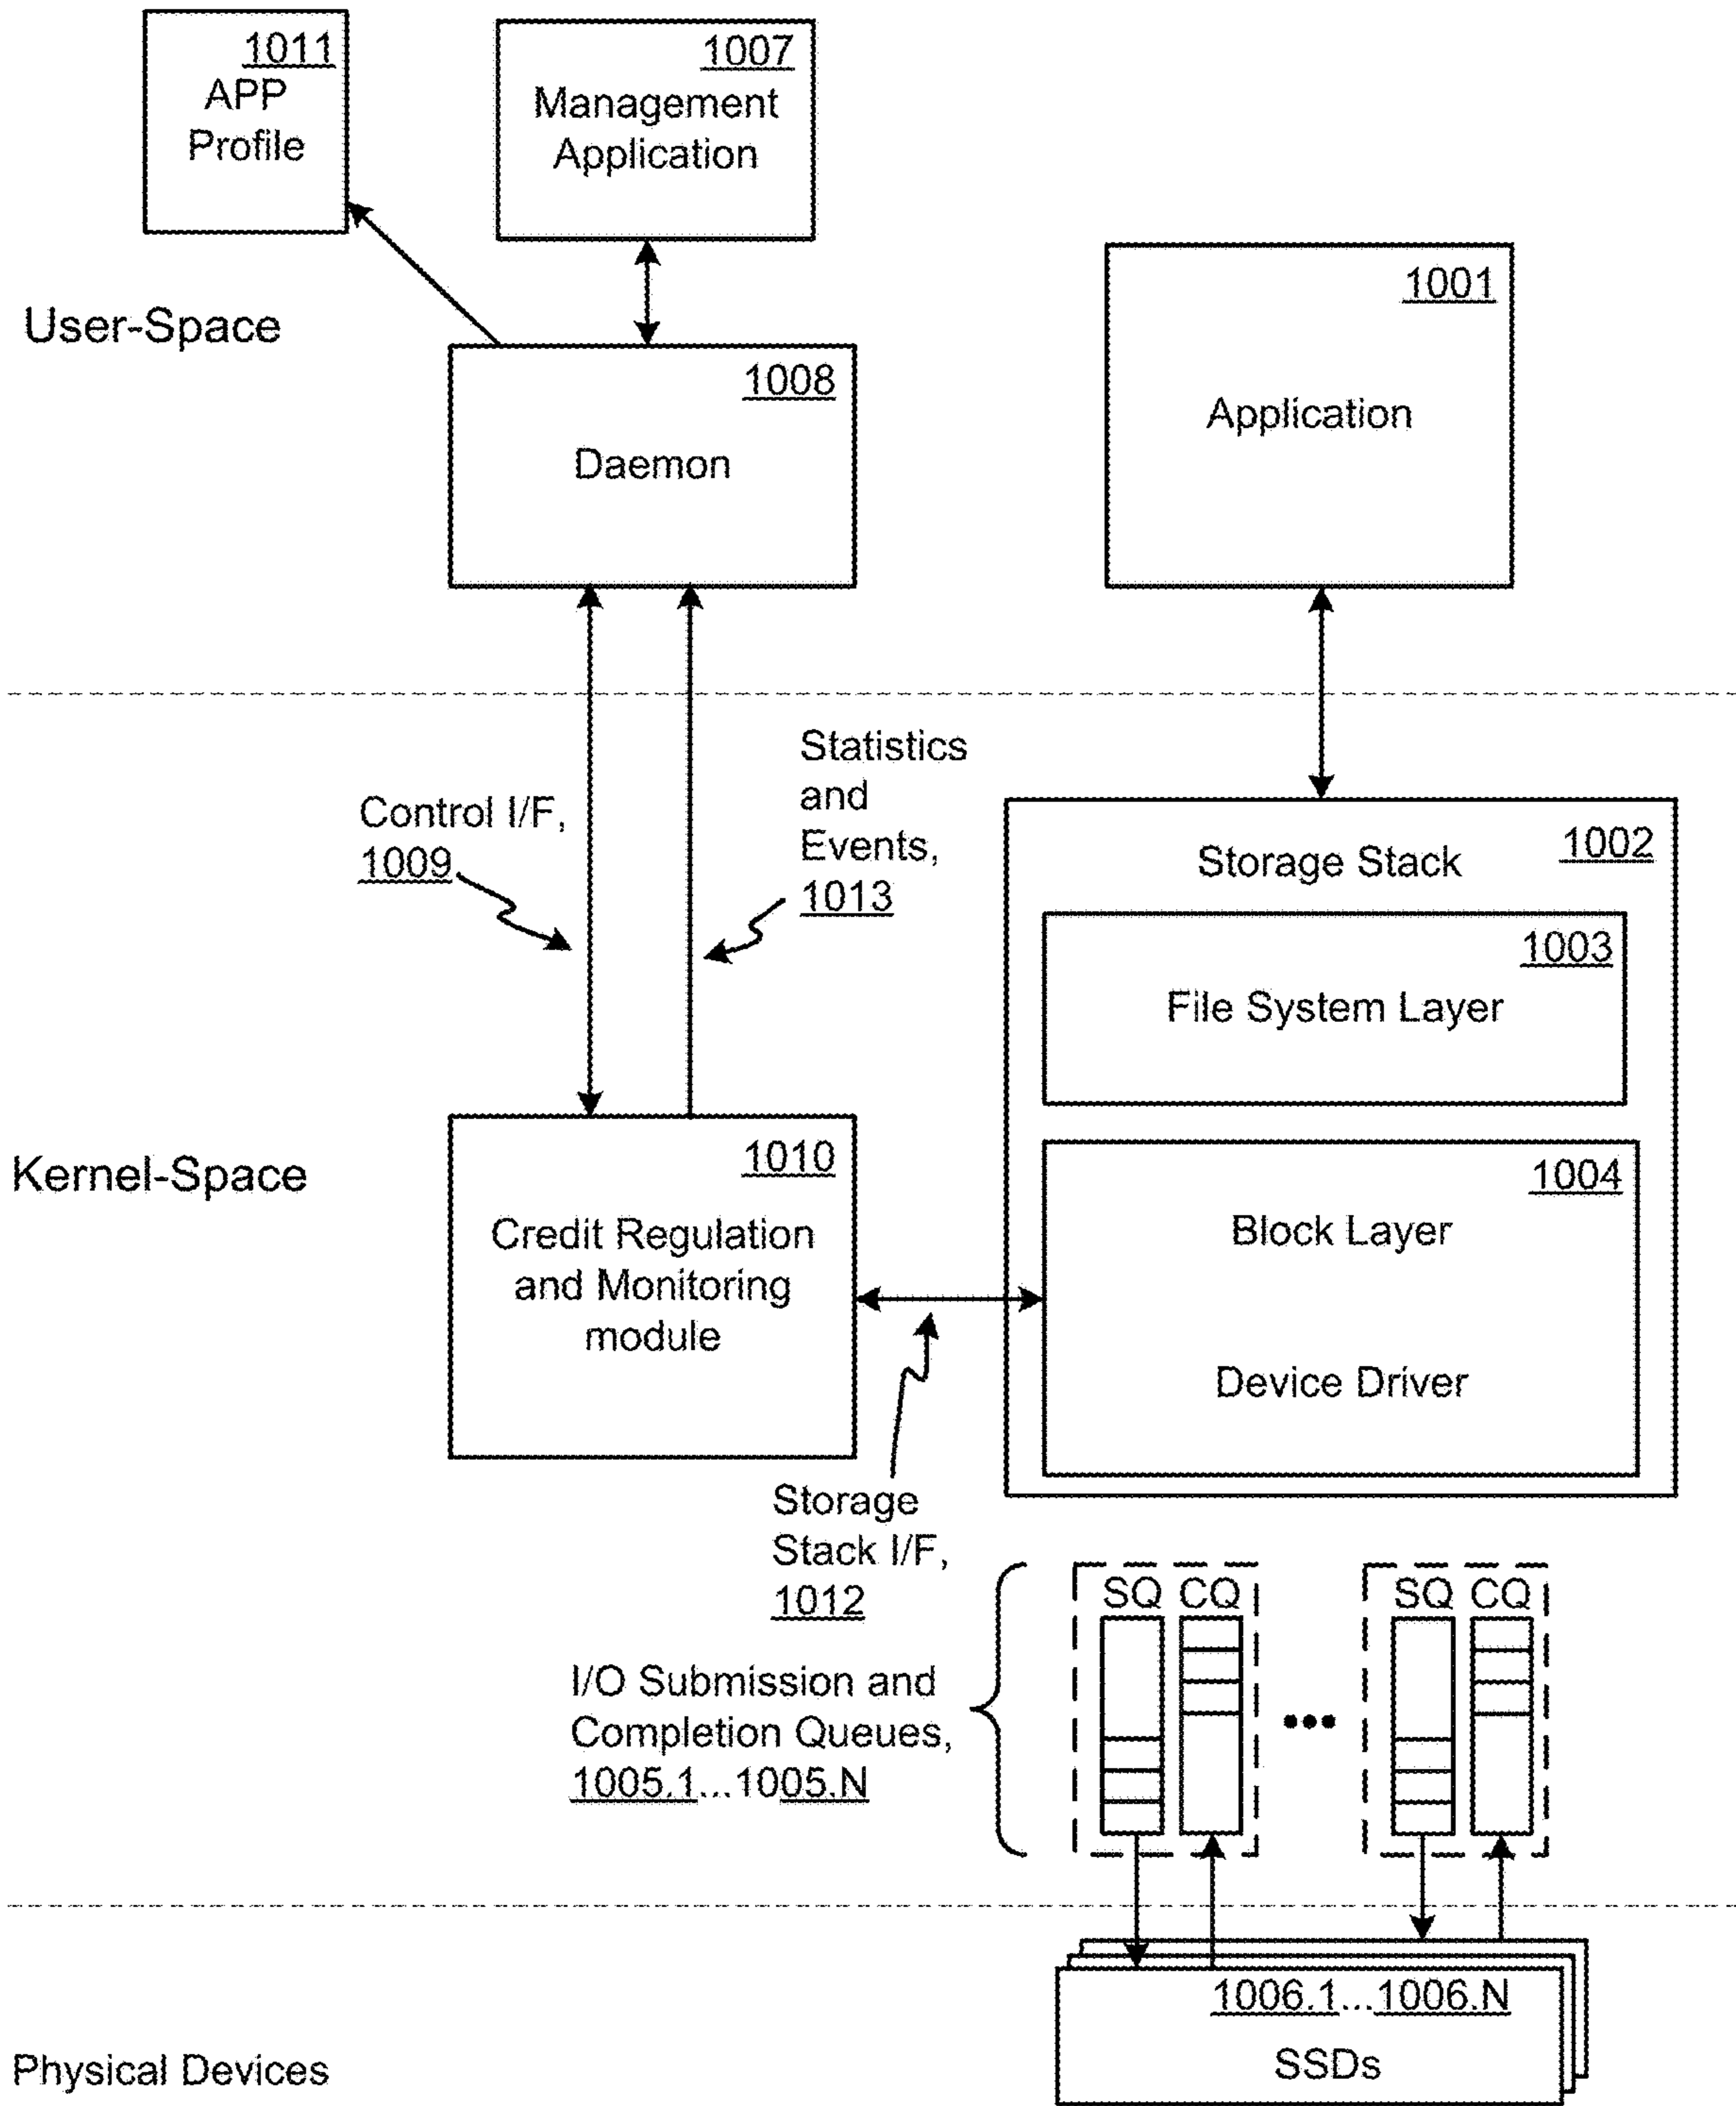 1011
APP
Profile
1007
Management
Application
User-Space
1001
Application
1008
Daemon
Control I/F,
1009
Statistics
and
Events,
1013
1002
Storage Stack
1003
File System Layer
Kernel-Space
1010
Credit Regulation
and Monitoring
module
1004
Block Layer
Device Driver
Storage
Stack I/F,
1012
SQ CQ
SQ CQ
I/O Submission and
Completion Queues,
1005.1...1005.N
•••
1006.1...1006.N
SSDs
Physical Devices